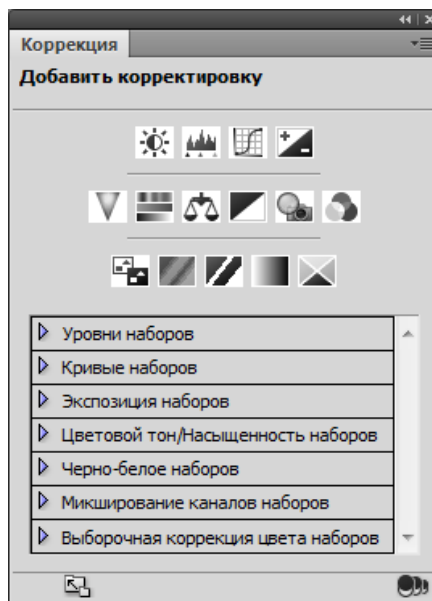 Коррекция
Добавить корректировку
Уровни наборов
Кривые наборов
Экспозиция наборов
Цветовой тон/Насыщенность наборов
Черно-белое наборов
Микширование каналов наборов
Выборочная коррекция цвета наборов